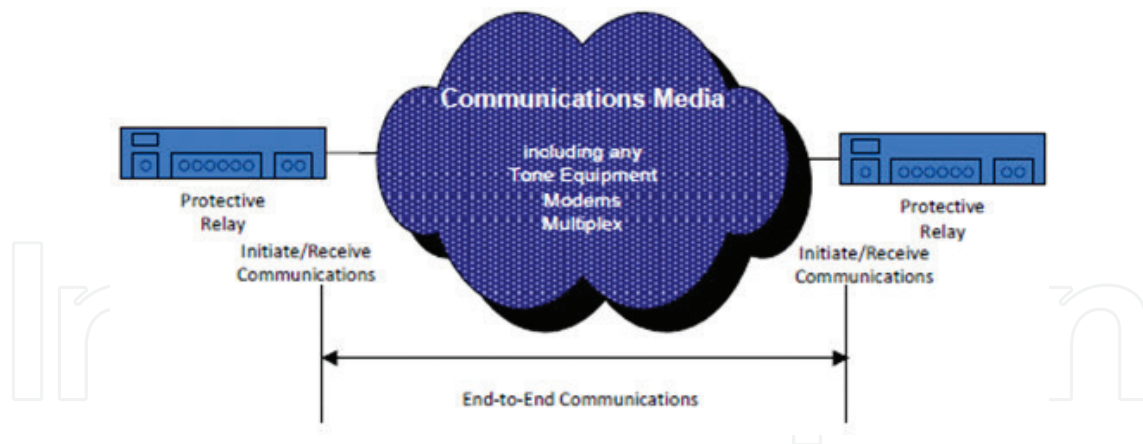 Communications Media
including any
Tone Equipment
Modems
Multiplex
Protective
Relay
Initiate/Receive
Communications
Protective
Relay
Initiate/Receive
Communications
End-to-End Communications